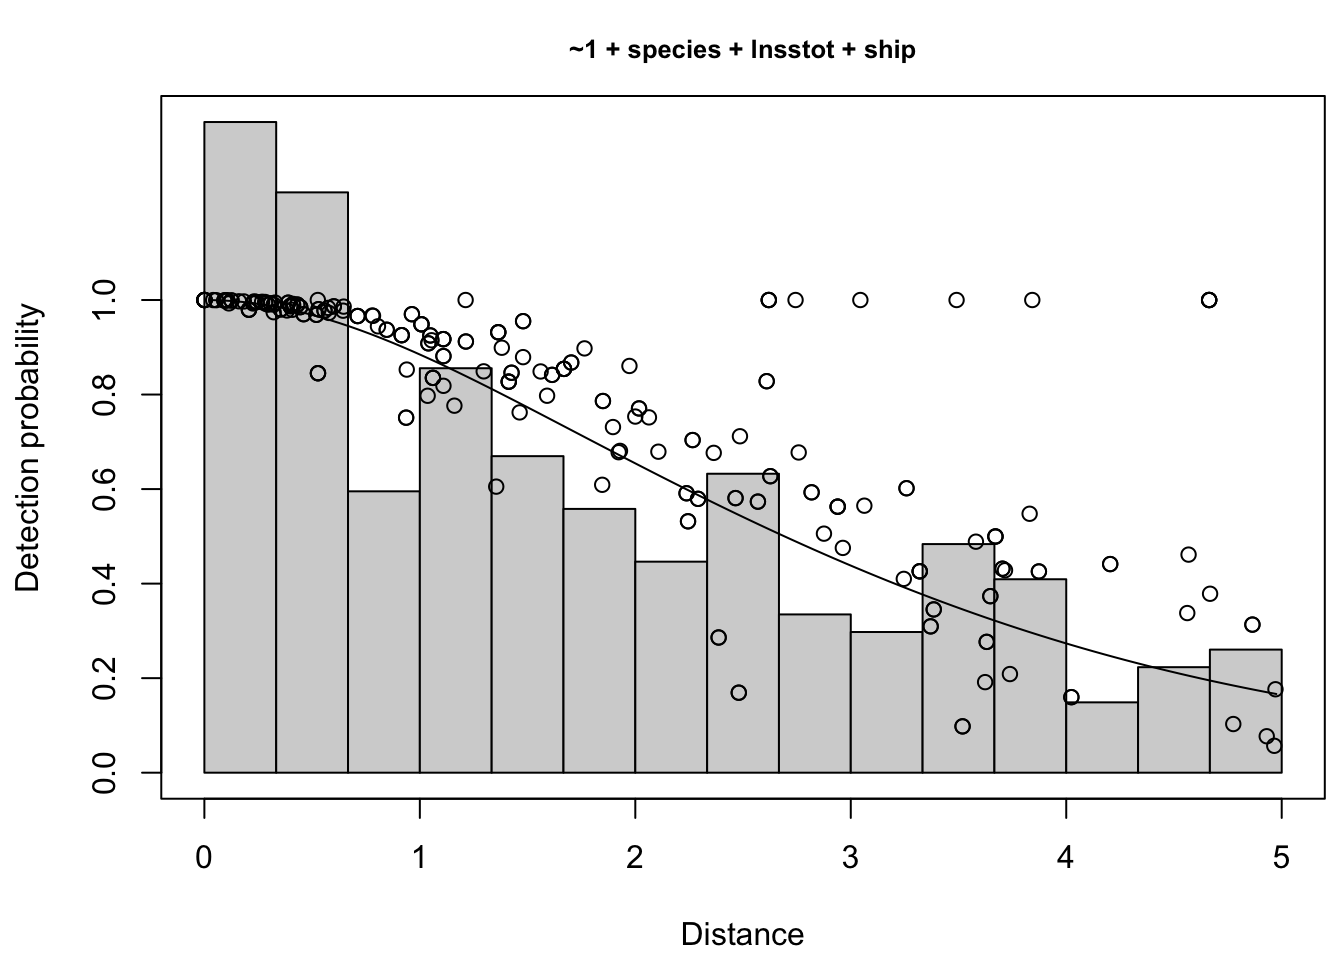 ~1 + species + lnsstot + ship
Detection probability
1.0
0.8
0.6
0.4
0.2
0.0
0 1 2 3 4 5
Distance